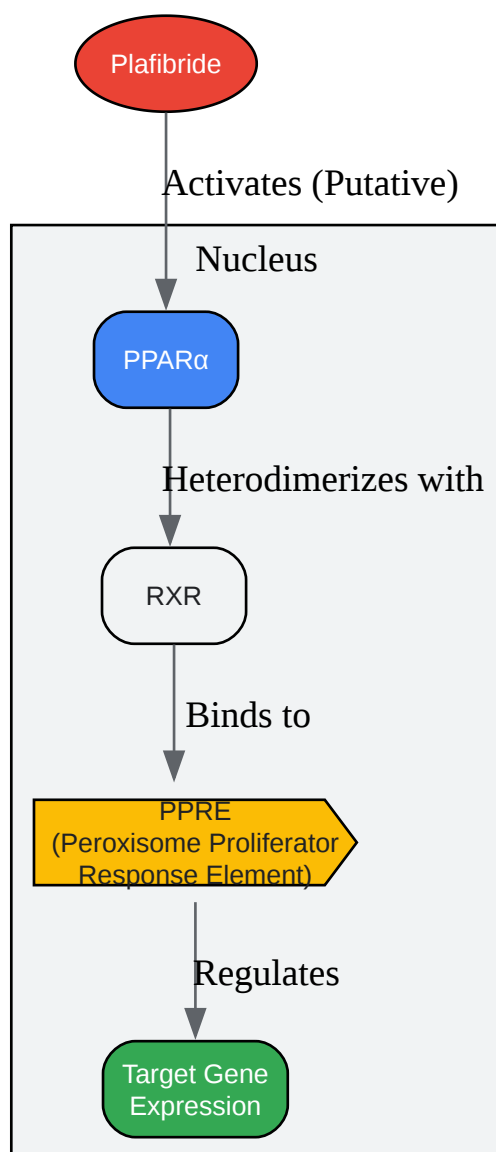 Plafibride
Activates (Putative)
Nucleus
PPARα
Heterodimerizes with
RXR
Binds to
PPRE
(Peroxisome Proliferator
Response Element)
Regulates
Target Gene
Expression